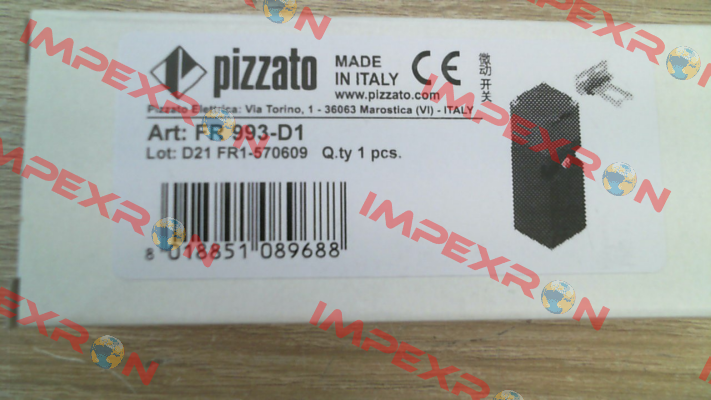 pizzato
MADE
IN ITALY
CE
微动开关
www.pizzato.com
Pizzato Elettrica: Via Torino, 1 - 36063 Marostica (VI) - ITALY
Art: FR 993-D1
Lot: D21 FR1-570609 Q.ty 1 pcs.
8 018851 089688
IMPEXRON
IMPEXRON
IMPEXRON
IMPEXRON
IMPEXRON
IMPEXRON
IMPEXRON
IMPEXRON